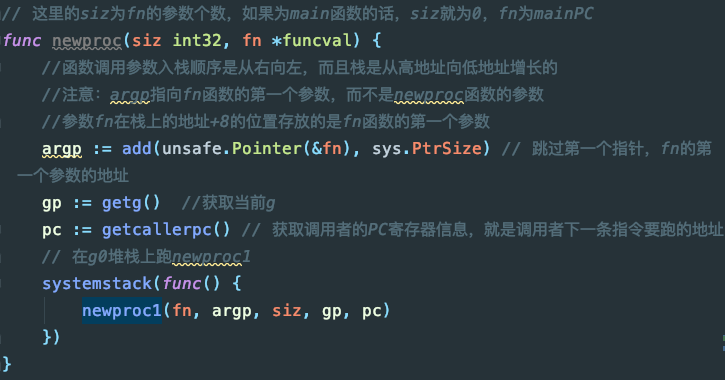 // 这里的siz为fn的参数个数，如果为main函数的话，siz就为0，fn为mainPC
func newproc(siz int32, fn *funcval) {
//函数调用参数入栈顺序是从右向左，而且栈是从高地址向低地址增长的
//注意：argp指向fn函数的第一个参数，而不是newproc函数的参数
//参数fn在栈上的地址+8的位置存放的是fn函数的第一个参数
argp := add(unsafe.Pointer(&fn), sys.PtrSize) // 跳过第一个指针，fn的第
一个参数的地址
gp := getg() //获取当前g
pc := getcallerpc() // 获取调用者的PC寄存器信息，就是调用者下一条指令要跑的地址
// 在g0堆栈上跑newproc1
systemstack(func() {
newproc1(fn, argp, siz, gp, pc)
})
}